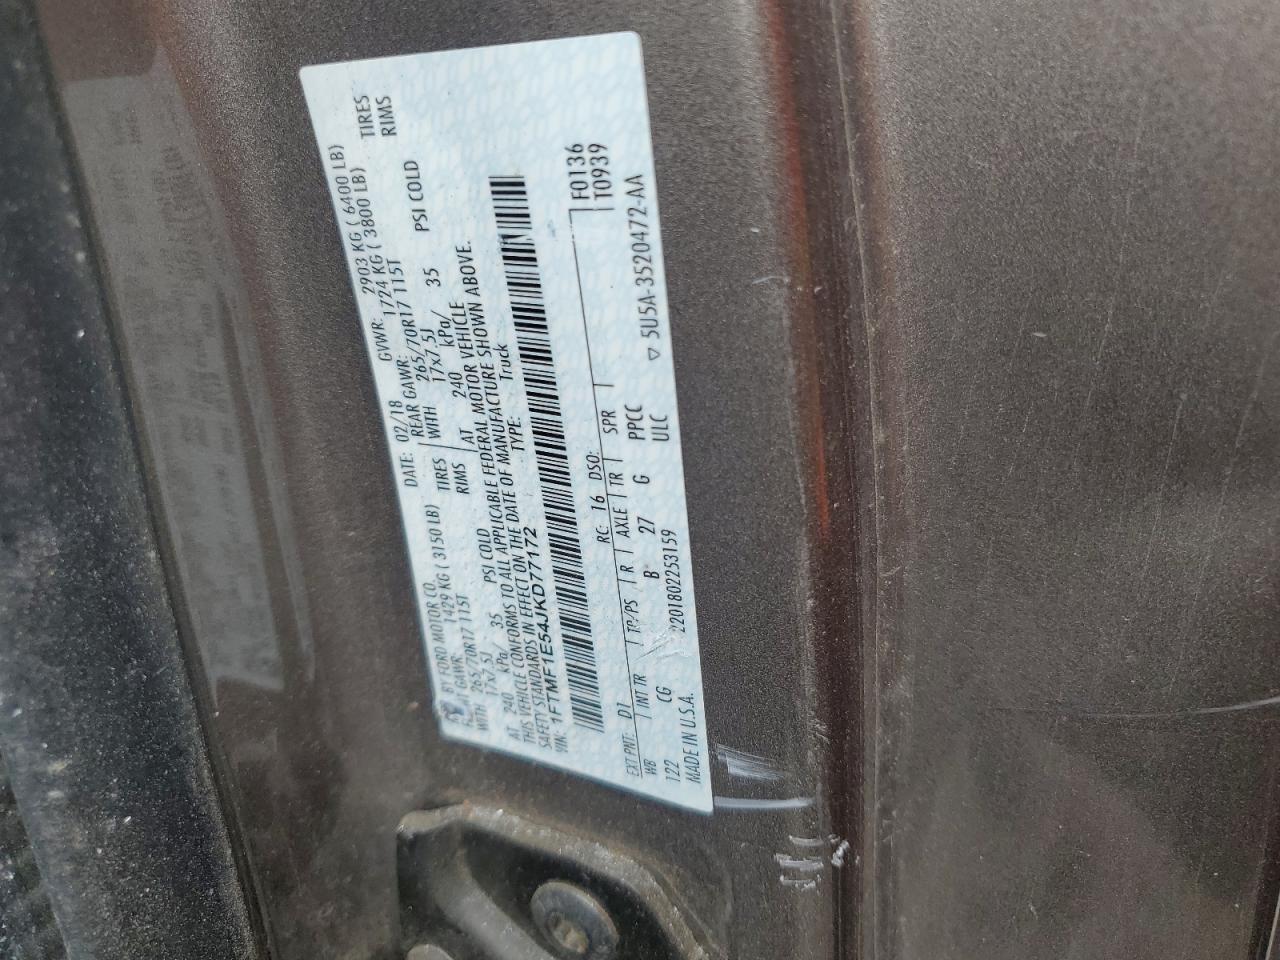 MFD. BY FORD MOTOR CO.
DATE: 02/18 GVWR: 2903 KG ( 6400 LB)
GAWR: 1429 KG ( 3150 LB) REAR GAWR: 1724 KG ( 3800 LB)
265/70R17 115T TIRES 265/70R17 115T TIRES
WITH 17x7.5J RIMS WITH 17x7.5J RIMS
AT 240 kPa/ 35 PSI COLD AT 240 kPa/ 35 PSI COLD
THIS VEHICLE CONFORMS TO ALL APPLICABLE FEDERAL MOTOR VEHICLE
SAFETY STANDARDS IN EFFECT ON THE DATE OF MANUFACTURE SHOWN ABOVE.
VIN: 1FTMF1E54JKD77172 TYPE: Truck
F0136
T0939
EXT PNT: D1 RC: 16 DSO:
WB INT TR TP/PS R AXLE TR SPR
122 CG B 27 G PPCC
ULC
MADE IN U.S.A. 2201802253159 ▽ 5U5A-3520472-AA